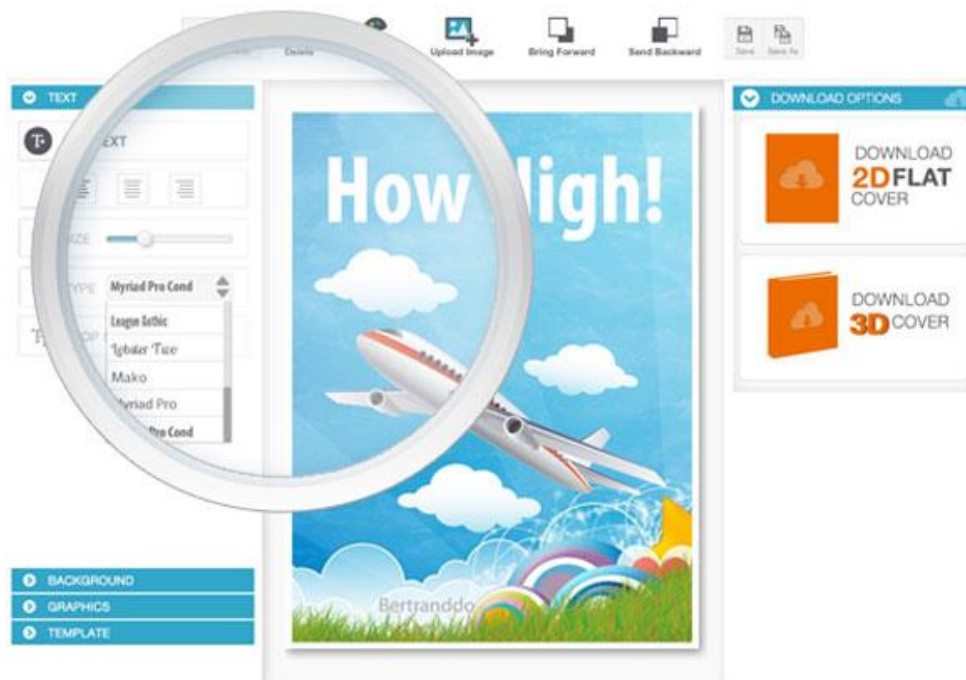 Delete
Upload Image
Bring Forward
Send Backward
Save
Save As
TEXT
EXT
SIZE
TYPE
Myriad Pro Cond
League Gothic
Lobster Two
Mako
Myriad Pro
Pro Cond
BACKGROUND
GRAPHICS
TEMPLATE
How High!
Bertranddo
DOWNLOAD OPTIONS
DOWNLOAD
2D FLAT
COVER
DOWNLOAD
3D COVER